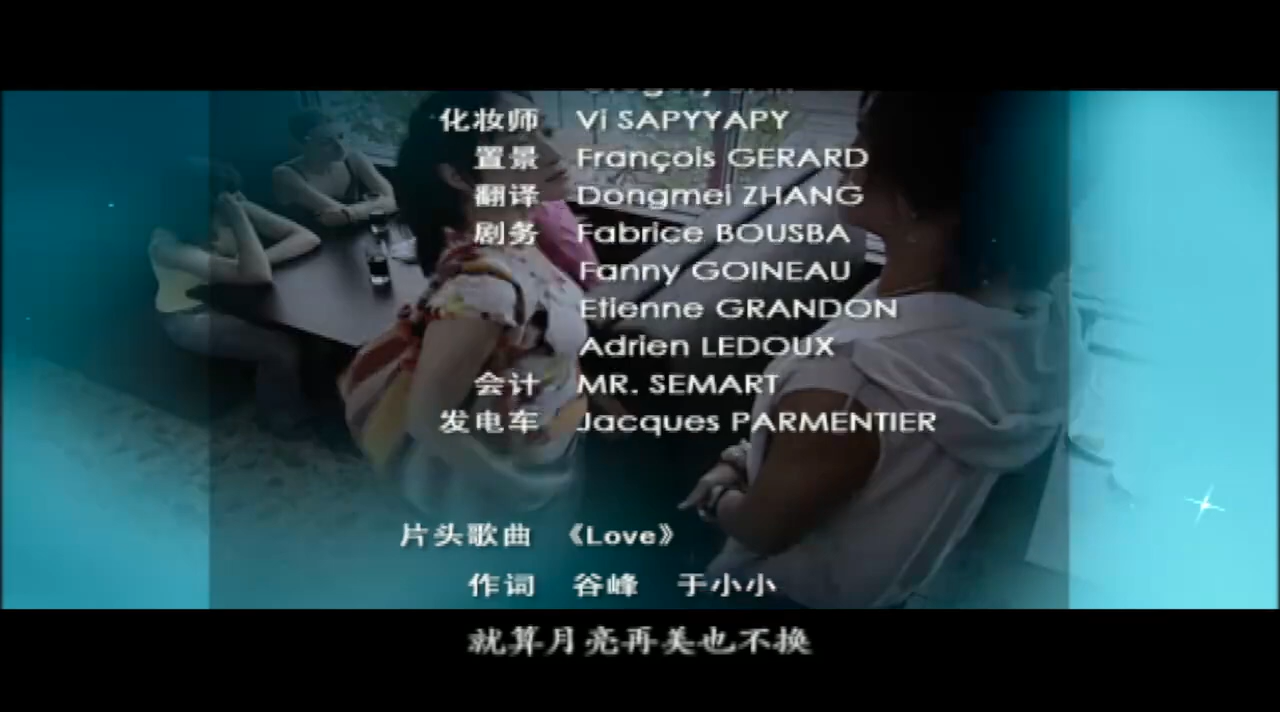 化妆师 Vi SAPYYAPY
置景 François GERARD
翻译 Dongmei ZHANG
剧务 Fabrice BOUSBA
Fanny GOINEAU
Etienne GRANDON
Adrien LEDOUX
会计 MR. SEMART
发电车 Jacques PARMENTIER
片头歌曲 《Love》
作词 谷峰 于小小
就算月亮再美也不换